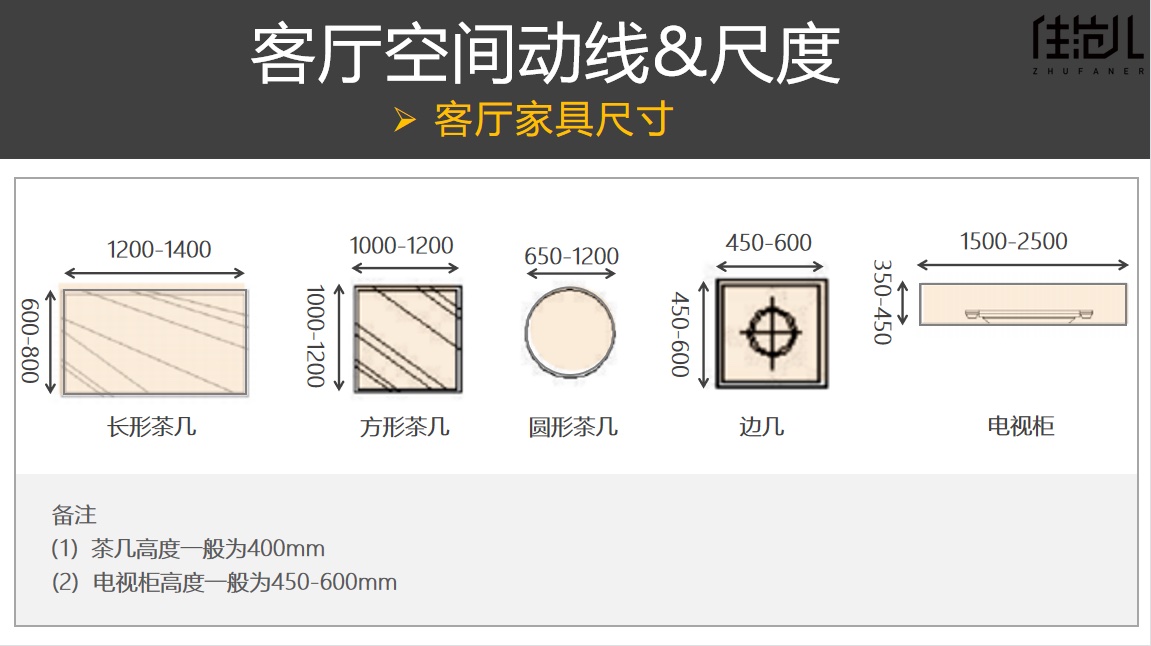 客厅空间动线&尺度
ZHUFANER
➢ 客厅家具尺寸
1200-1400
600-800
长形茶几
1000-1200
1000-1200
方形茶几
650-1200
圆形茶几
450-600
450-600
边几
1500-2500
350-450
电视柜
备注
(1) 茶几高度一般为400mm
(2) 电视柜高度一般为450-600mm